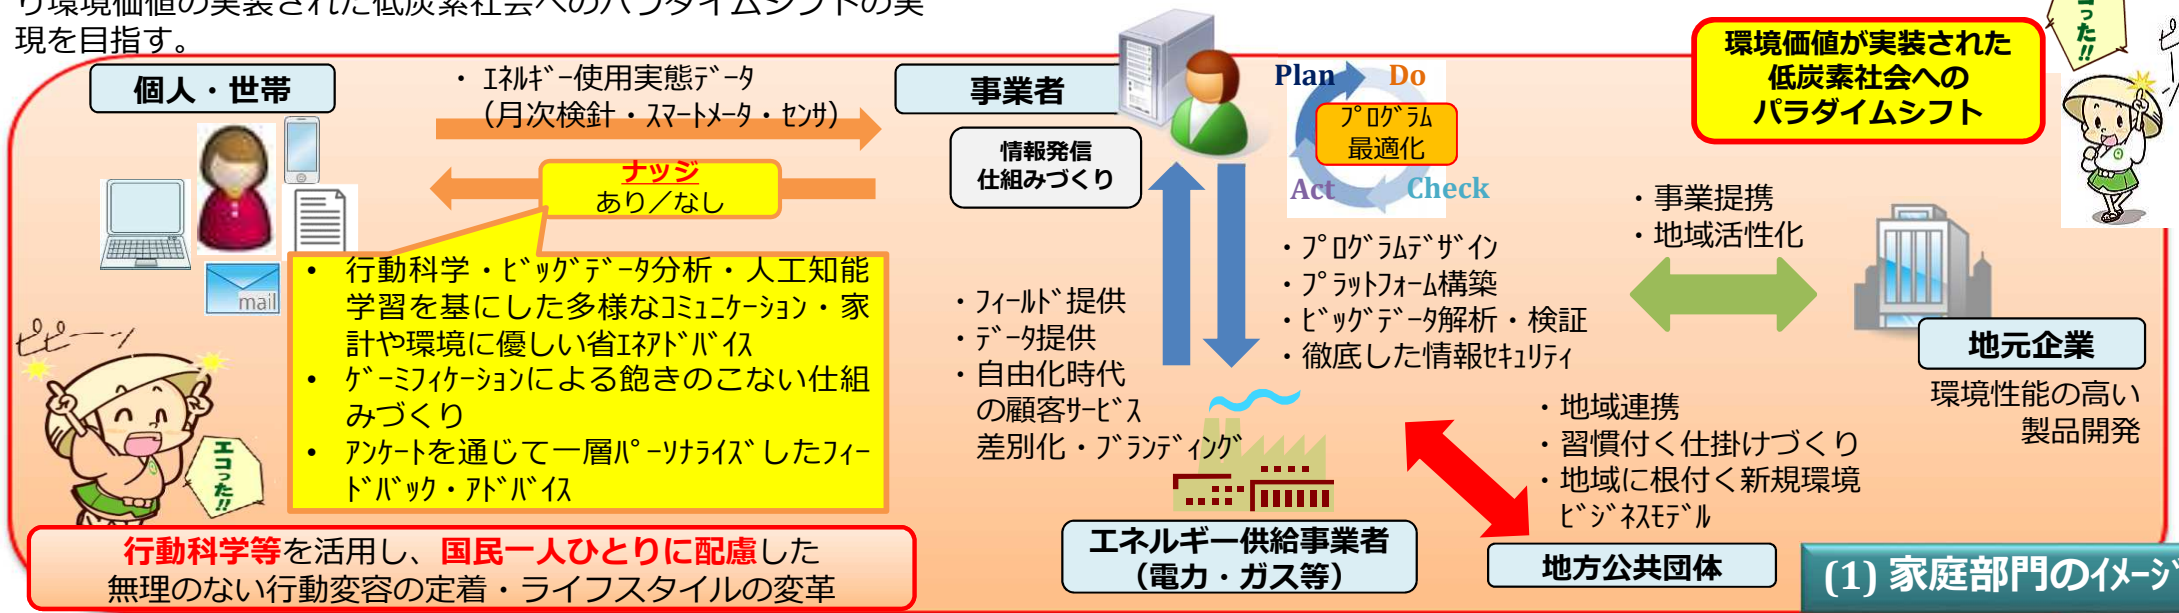 り環境価値の実装された低炭素社会へのパラダイムシフトの実
現を目指す。
個人・世帯
・ ｴﾈﾙｷﾞｰ使用実態ﾃﾞｰﾀ
（月次検針・ｽﾏｰﾄﾒｰﾀ・ｾﾝｻ）
ナッジ
あり／なし
mail
• 行動科学・ﾋﾞｯｸﾞﾃﾞｰﾀ分析・人工知能
学習を基にした多様なｺﾐｭﾆｹｰｼｮﾝ・家
計や環境に優しい省ｴﾈｱﾄﾞﾊﾞｲｽ
• ｹﾞｰﾐﾌｨｹｰｼｮﾝによる飽きのこない仕組
みづくり
• ｱﾝｹｰﾄを通じて一層ﾊﾟｰｿﾅﾗｲｽﾞしたﾌｨｰ
ﾄﾞﾊﾞｯｸ・ｱﾄﾞﾊﾞｲｽ
ピピーッ
エコった!!
行動科学等を活用し、国民一人ひとりに配慮した
無理のない行動変容の定着・ライフスタイルの変革
事業者
情報発信
仕組みづくり
Plan
Do
ﾌﾟﾛｸﾞﾗﾑ
最適化
Act
Check
・ﾌﾟﾛｸﾞﾗﾑﾃﾞｻﾞｲﾝ
・ﾌﾟﾗｯﾄﾌｫｰﾑ構築
・ﾋﾞｯｸﾞﾃﾞｰﾀ解析・検証
・徹底した情報ｾｷｭﾘﾃｨ
・ﾌｨｰﾙﾄﾞ提供
・ﾃﾞｰﾀ提供
・自由化時代
の顧客ｻｰﾋﾞｽ
差別化・ﾌﾞﾗﾝﾃﾞｨﾝｸﾞ
エネルギー供給事業者
（電力・ガス等）
環境価値が実装された
低炭素社会への
パラダイムシフト
った!!
・事業提携
・地域活性化
地元企業
環境性能の高い
製品開発
・地域連携
・習慣付く仕掛けづくり
・地域に根付く新規環境
ﾋﾞｼﾞﾈｽﾓﾃﾞﾙ
地方公共団体
(1) 家庭部門のｲﾒｰｼﾞ